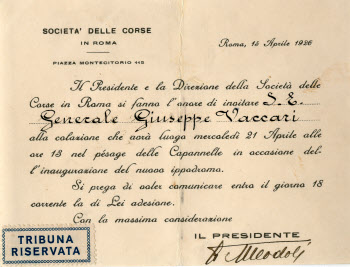 SOCIETA' DELLE CORSE
IN ROMA
PIAZZA MONTECITORIO 115
Roma, 15 Aprile 1926
Il Presidente e la Direzione della Società delle
Corse in Roma si fanno l'onore di invitare S. E.
Generale Giuseppe Vaccari
alla colazione che avrà luogo mercoledì 21 Aprile alle
ore 13 nel pésage delle Capannelle in occasione del-
l'inaugurazione del nuovo ippodromo.
Si prega di voler comunicare entro il giorno 18
corrente la di Lei adesione.
Con la massima considerazione
IL PRESIDENTE
TRIBUNA
RISERVATA